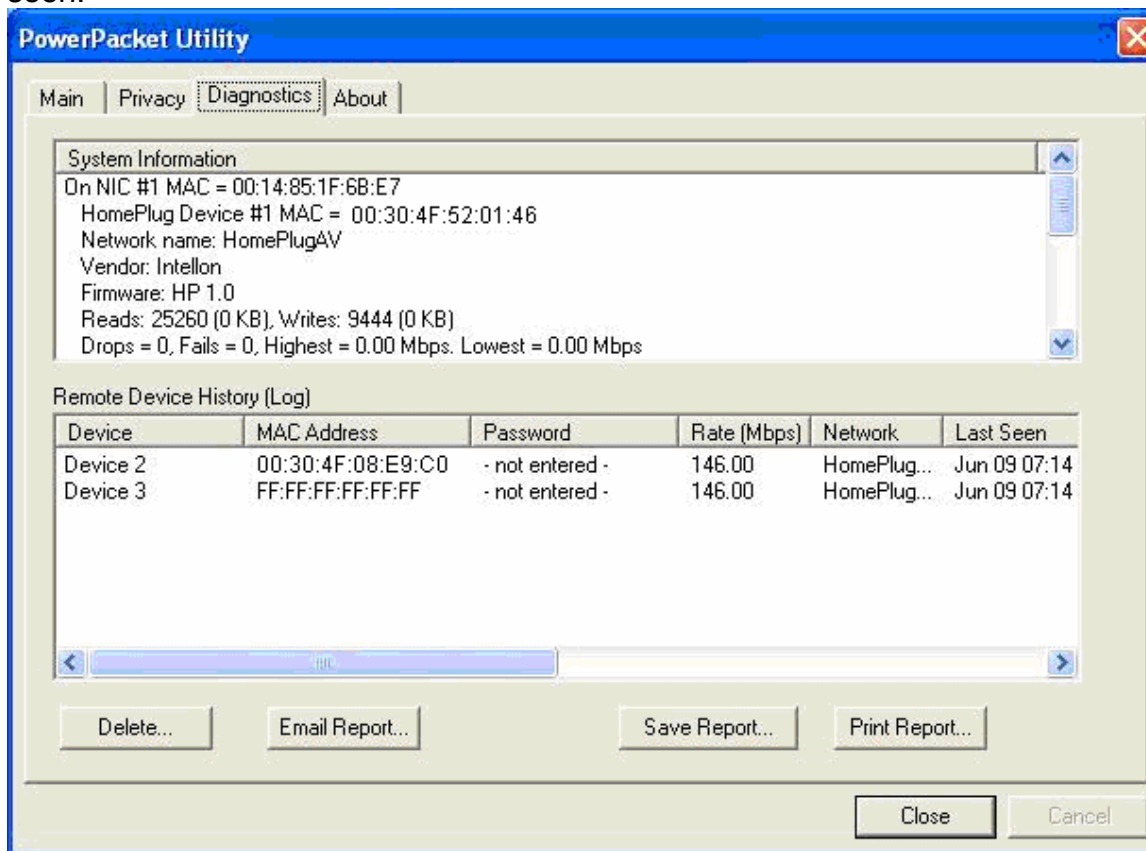 PowerPacket Utility
Main Privacy Diagnostics About
System Information
On NIC #1 MAC = 00:14:85:1F:6B:E7
HomePlug Device #1 MAC = 00:30:4F:52:01:46
Network name: HomePlugAV
Vendor: Intellon
Firmware: HP 1.0
Reads: 25260 (0 KB), Writes: 9444 (0 KB)
Drops = 0, Fails = 0, Highest = 0.00 Mbps. Lowest = 0.00 Mbps
Remote Device History (Log)
Device MAC Address Password Rate (Mbps) Network Last Seen
Device 2 00:30:4F:08:E9:C0 - not entered - 146.00 HomePlug... Jun 09 07:14
Device 3 FF:FF:FF:FF:FF:FF - not entered - 146.00 HomePlug... Jun 09 07:14
Delete... Email Report... Save Report... Print Report...
Close Cancel